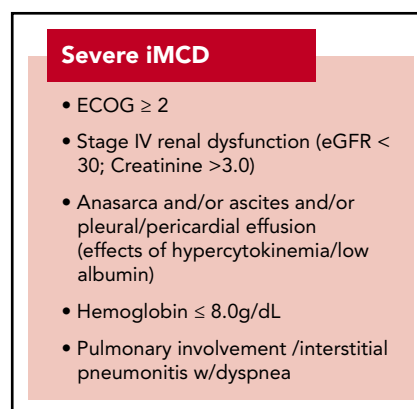 Severe iMCD
• ECOG ≥ 2
• Stage IV renal dysfunction (eGFR <
30; Creatinine >3.0)
• Anasarca and/or ascites and/or
pleural/pericardial effusion
(effects of hypercytokinemia/low
albumin)
• Hemoglobin ≤ 8.0g/dL
• Pulmonary involvement /interstitial
pneumonitis w/dyspnea